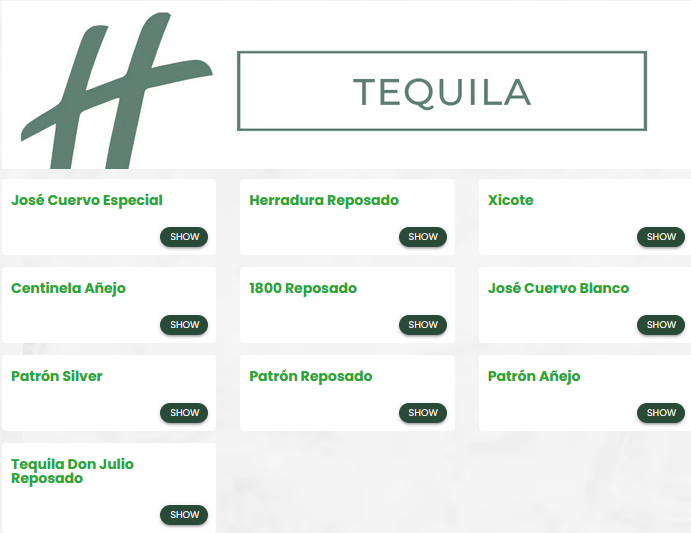 H
TEQUILA
José Cuervo Especial
SHOW
Herradura Reposado
SHOW
Xicote
SHOW
Centinela Añejo
SHOW
1800 Reposado
SHOW
José Cuervo Blanco
SHOW
Patrón Silver
SHOW
Patrón Reposado
SHOW
Patrón Añejo
SHOW
Tequila Don Julio
Reposado
SHOW